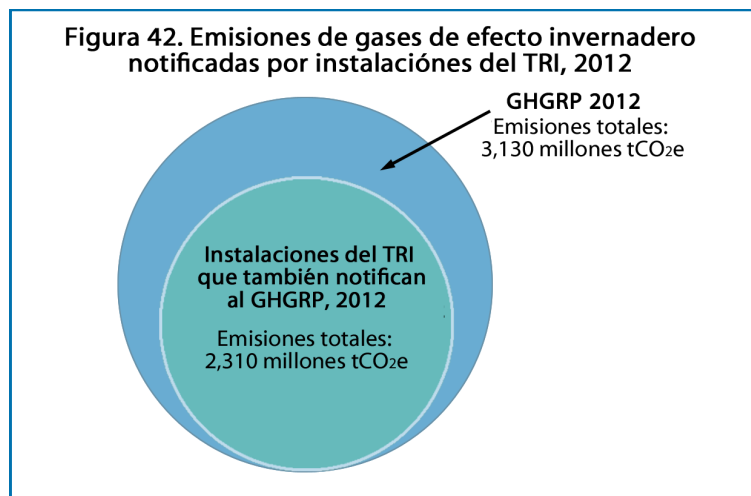 Figura 42. Emisiones de gases de efecto invernadero
notificadas por instalaciónes del TRI, 2012
GHGRP 2012
Emisiones totales:
3,130 millones tCO₂e
Instalaciones del TRI
que también notifican
al GHGRP, 2012
Emisiones totales:
2,310 millones tCO₂e